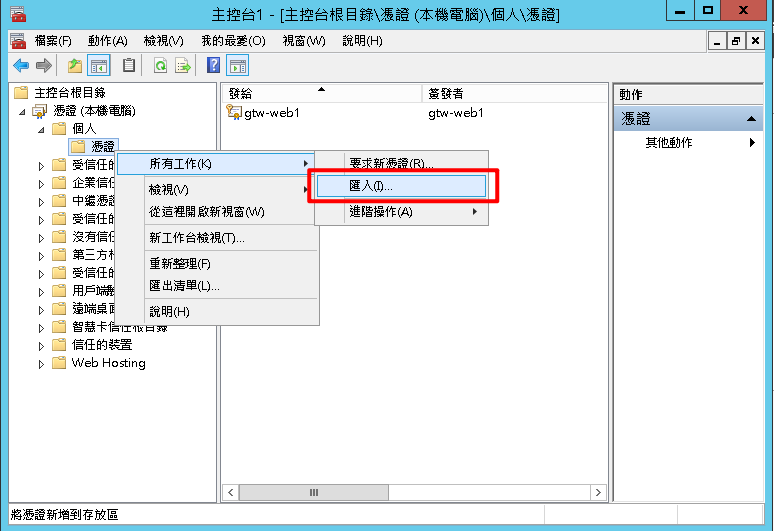 主控台1 - [主控台根目錄\憑證 (本機電腦)\個人\憑證]
檔案(F) 動作(A) 檢視(V) 我的最愛(O) 視窗(W) 說明(H)
主控台根目錄
憑證 (本機電腦)
個人
憑證
受信任的
企業信任
中繼憑證
受信任的
沒有信任
第三方根
受信任的
用戶端驗
遠端桌面
智慧卡信任根目錄
信任的裝置
Web Hosting
發給 簽發者
gtw-web1 gtw-web1
所有工作(K)
檢視(V)
從這裡開啟新視窗(W)
新工作台檢視(T)...
重新整理(F)
匯出清單(L)...
說明(H)
要求新憑證(R)...
匯入(I)...
進階操作(A)
動作
憑證
其他動作
將憑證新增到存放區